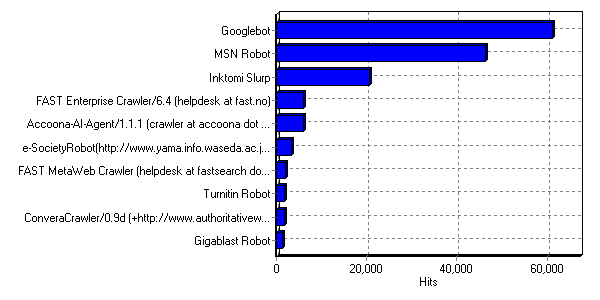 Googlebot
MSN Robot
Inktomi Slurp
FAST Enterprise Crawler/6.4 (helpdesk at fast.no)
Accoona-AI-Agent/1.1.1 (crawler at accoona dot ...
e-SocietyRobot(http://www.yama.info.waseda.ac.j...
FAST MetaWeb Crawler (helpdesk at fastsearch do...
Turnitin Robot
ConveraCrawler/0.9d (+http://www.authoritativew...
Gigablast Robot
0 20,000 40,000 60,000
Hits